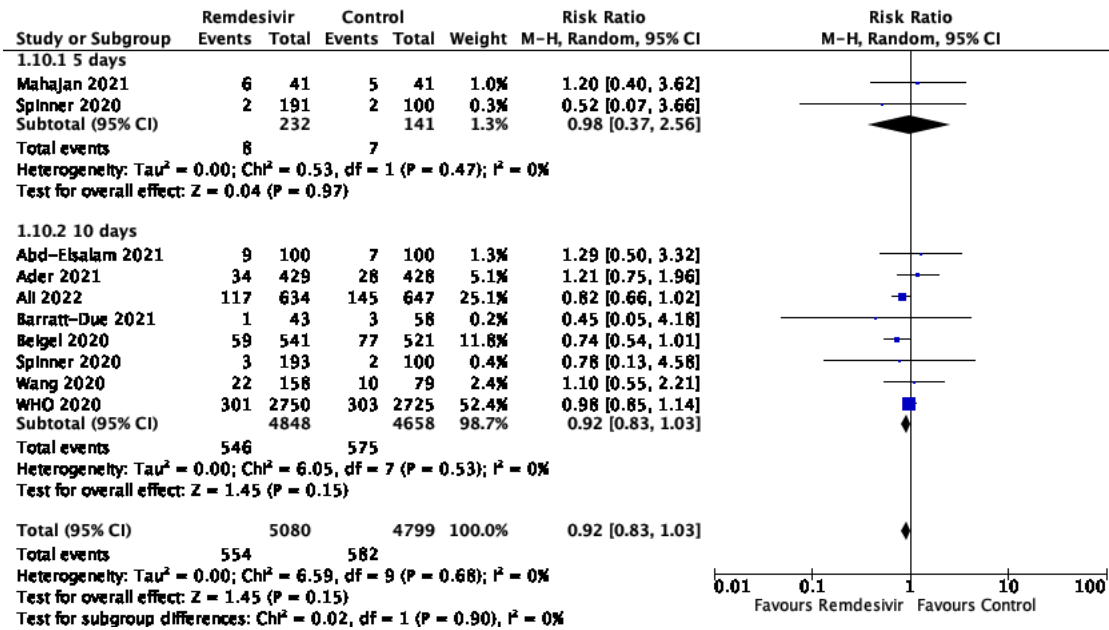 Remdesivir Control Risk Ratio Risk Ratio
Study or Subgroup Events Total Events Total Weight M-H, Random, 95% CI M-H, Random, 95% CI
1.10.1 5 days
Mahajan 2021 6 41 5 41 1.0% 1.20 [0.40, 3.62]
Spinner 2020 2 191 2 100 0.3% 0.52 [0.07, 3.66]
Subtotal (95% CI) 232 141 1.3% 0.98 [0.37, 2.56]
Total events 8 7
Heterogeneity: Tau² = 0.00; Chi² = 0.53, df = 1 (P = 0.47); I² = 0%
Test for overall effect: Z = 0.04 (P = 0.97)
1.10.2 10 days
Abd-Elsalam 2021 9 100 7 100 1.3% 1.29 [0.50, 3.32]
Ader 2021 34 429 28 428 5.1% 1.21 [0.75, 1.96]
Ali 2022 117 634 145 647 25.1% 0.82 [0.66, 1.02]
Barratt-Due 2021 1 43 3 58 0.2% 0.45 [0.05, 4.18]
Beigel 2020 59 541 77 521 11.8% 0.74 [0.54, 1.01]
Spinner 2020 3 193 2 100 0.4% 0.78 [0.13, 4.58]
Wang 2020 22 158 10 79 2.4% 1.10 [0.55, 2.21]
WHO 2020 301 2750 303 2725 52.4% 0.98 [0.85, 1.14]
Subtotal (95% CI) 4848 4658 98.7% 0.92 [0.83, 1.03]
Total events 546 575
Heterogeneity: Tau² = 0.00; Chi² = 6.05, df = 7 (P = 0.53); I² = 0%
Test for overall effect: Z = 1.45 (P = 0.15)
Total (95% CI) 5080 4799 100.0% 0.92 [0.83, 1.03]
Total events 554 582
Heterogeneity: Tau² = 0.00; Chi² = 6.59, df = 9 (P = 0.68); I² = 0%
Test for overall effect: Z = 1.45 (P = 0.15)
Test for subgroup differences: Chi² = 0.02, df = 1 (P = 0.90), I² = 0%
0.01 0.1 1 10 100
Favours Remdesivir Favours Control